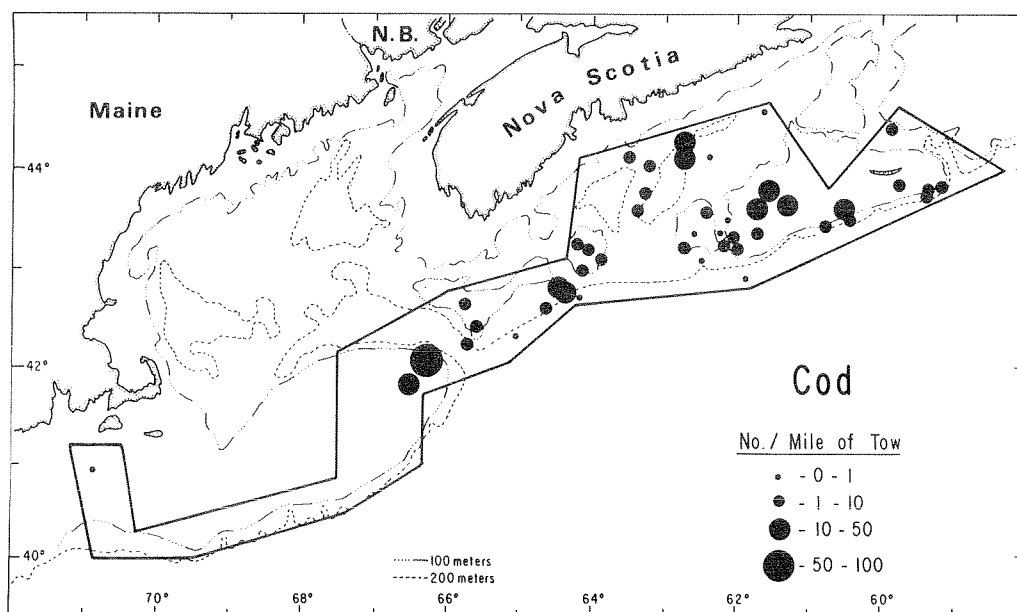 N.B.
Maine
Nova Scotia
44°
42°
40°
Cod
No. / Mile of Tow
- 0 - 1
- 1 - 10
- 10 - 50
- 50 - 100
100 meters
200 meters
70°
68°
66°
64°
62°
60°